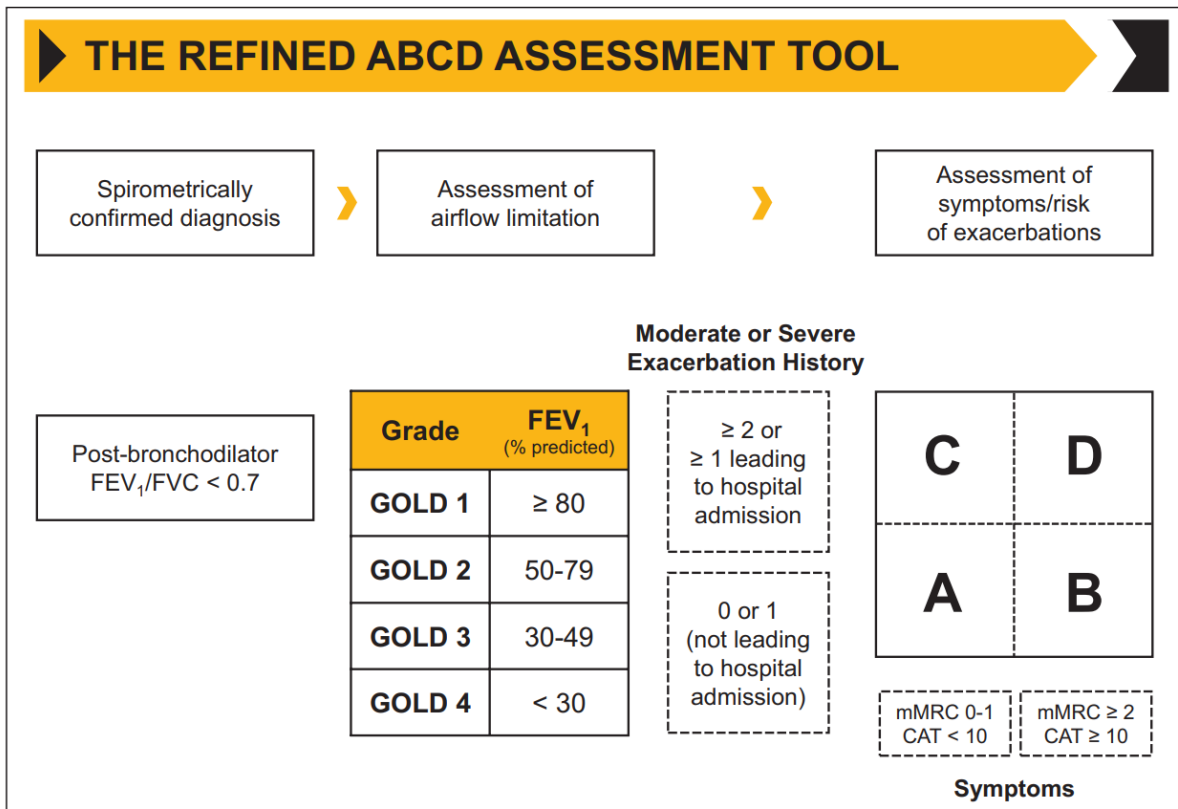 THE REFINED ABCD ASSESSMENT TOOL
Spirometrically
confirmed diagnosis
Assessment of
airflow limitation
Assessment of
symptoms/risk
of exacerbations
Moderate or Severe
Exacerbation History
Post-bronchodilator
FEV₁/FVC < 0.7
Grade FEV₁
(% predicted)
GOLD 1 ≥ 80
GOLD 2 50-79
GOLD 3 30-49
GOLD 4 < 30
≥ 2 or
≥ 1 leading
to hospital
admission
0 or 1
(not leading
to hospital
admission)
C D
A B
mMRC 0-1
CAT < 10
mMRC ≥ 2
CAT ≥ 10
Symptoms